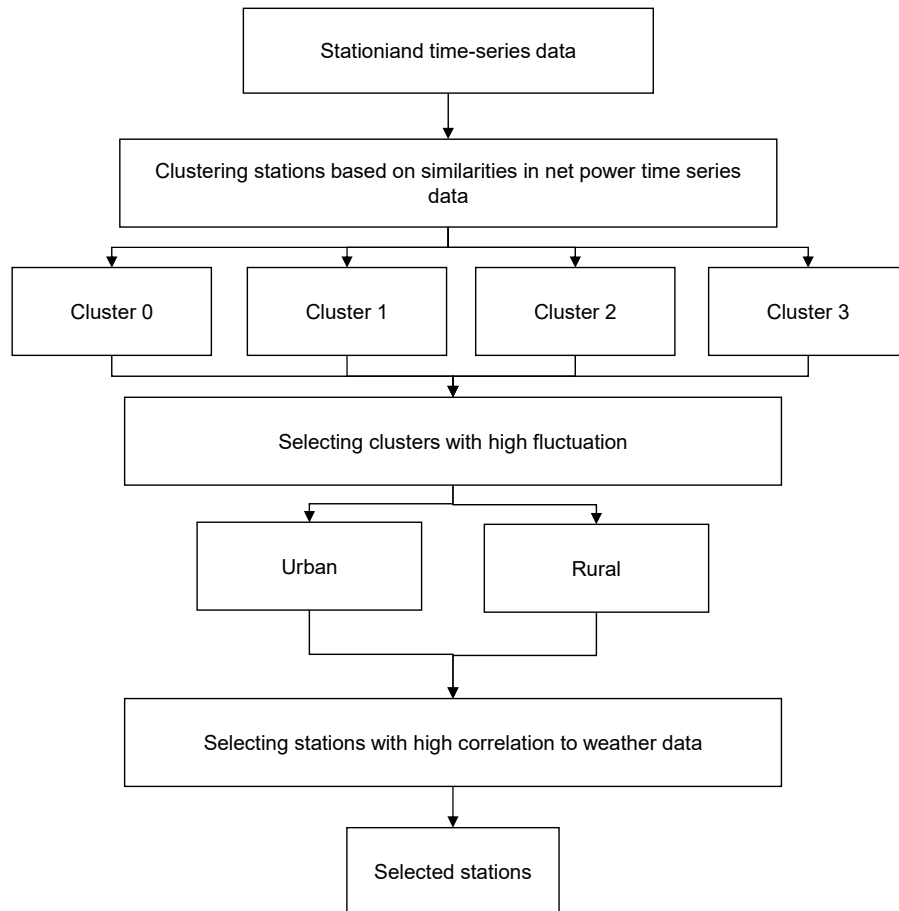 Stationiand time-series data
Clustering stations based on similarities in net power time series
data
Cluster 0
Cluster 1
Cluster 2
Cluster 3
Selecting clusters with high fluctuation
Urban
Rural
Selecting stations with high correlation to weather data
Selected stations